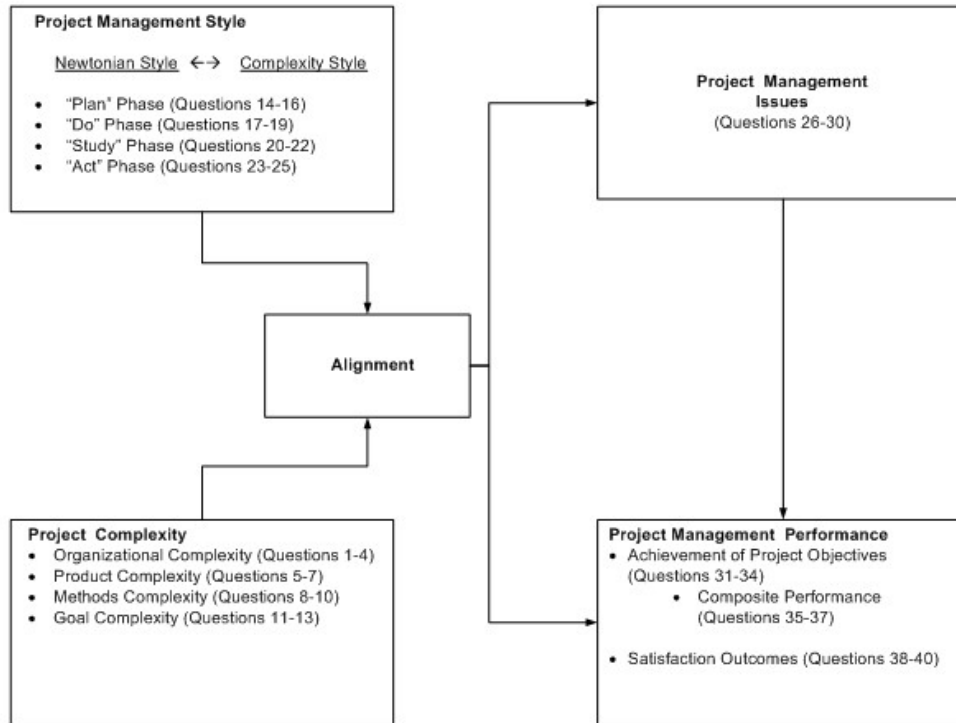 Project Management Style
Newtonian Style ←→ Complexity Style
• “Plan” Phase (Questions 14-16)
• “Do” Phase (Questions 17-19)
• “Study” Phase (Questions 20-22)
• “Act” Phase (Questions 23-25)
Project Management
Issues
(Questions 26-30)
Alignment
Project Complexity
• Organizational Complexity (Questions 1-4)
• Product Complexity (Questions 5-7)
• Methods Complexity (Questions 8-10)
• Goal Complexity (Questions 11-13)
Project Management Performance
• Achievement of Project Objectives
(Questions 31-34)
• Composite Performance
(Questions 35-37)
• Satisfaction Outcomes (Questions 38-40)